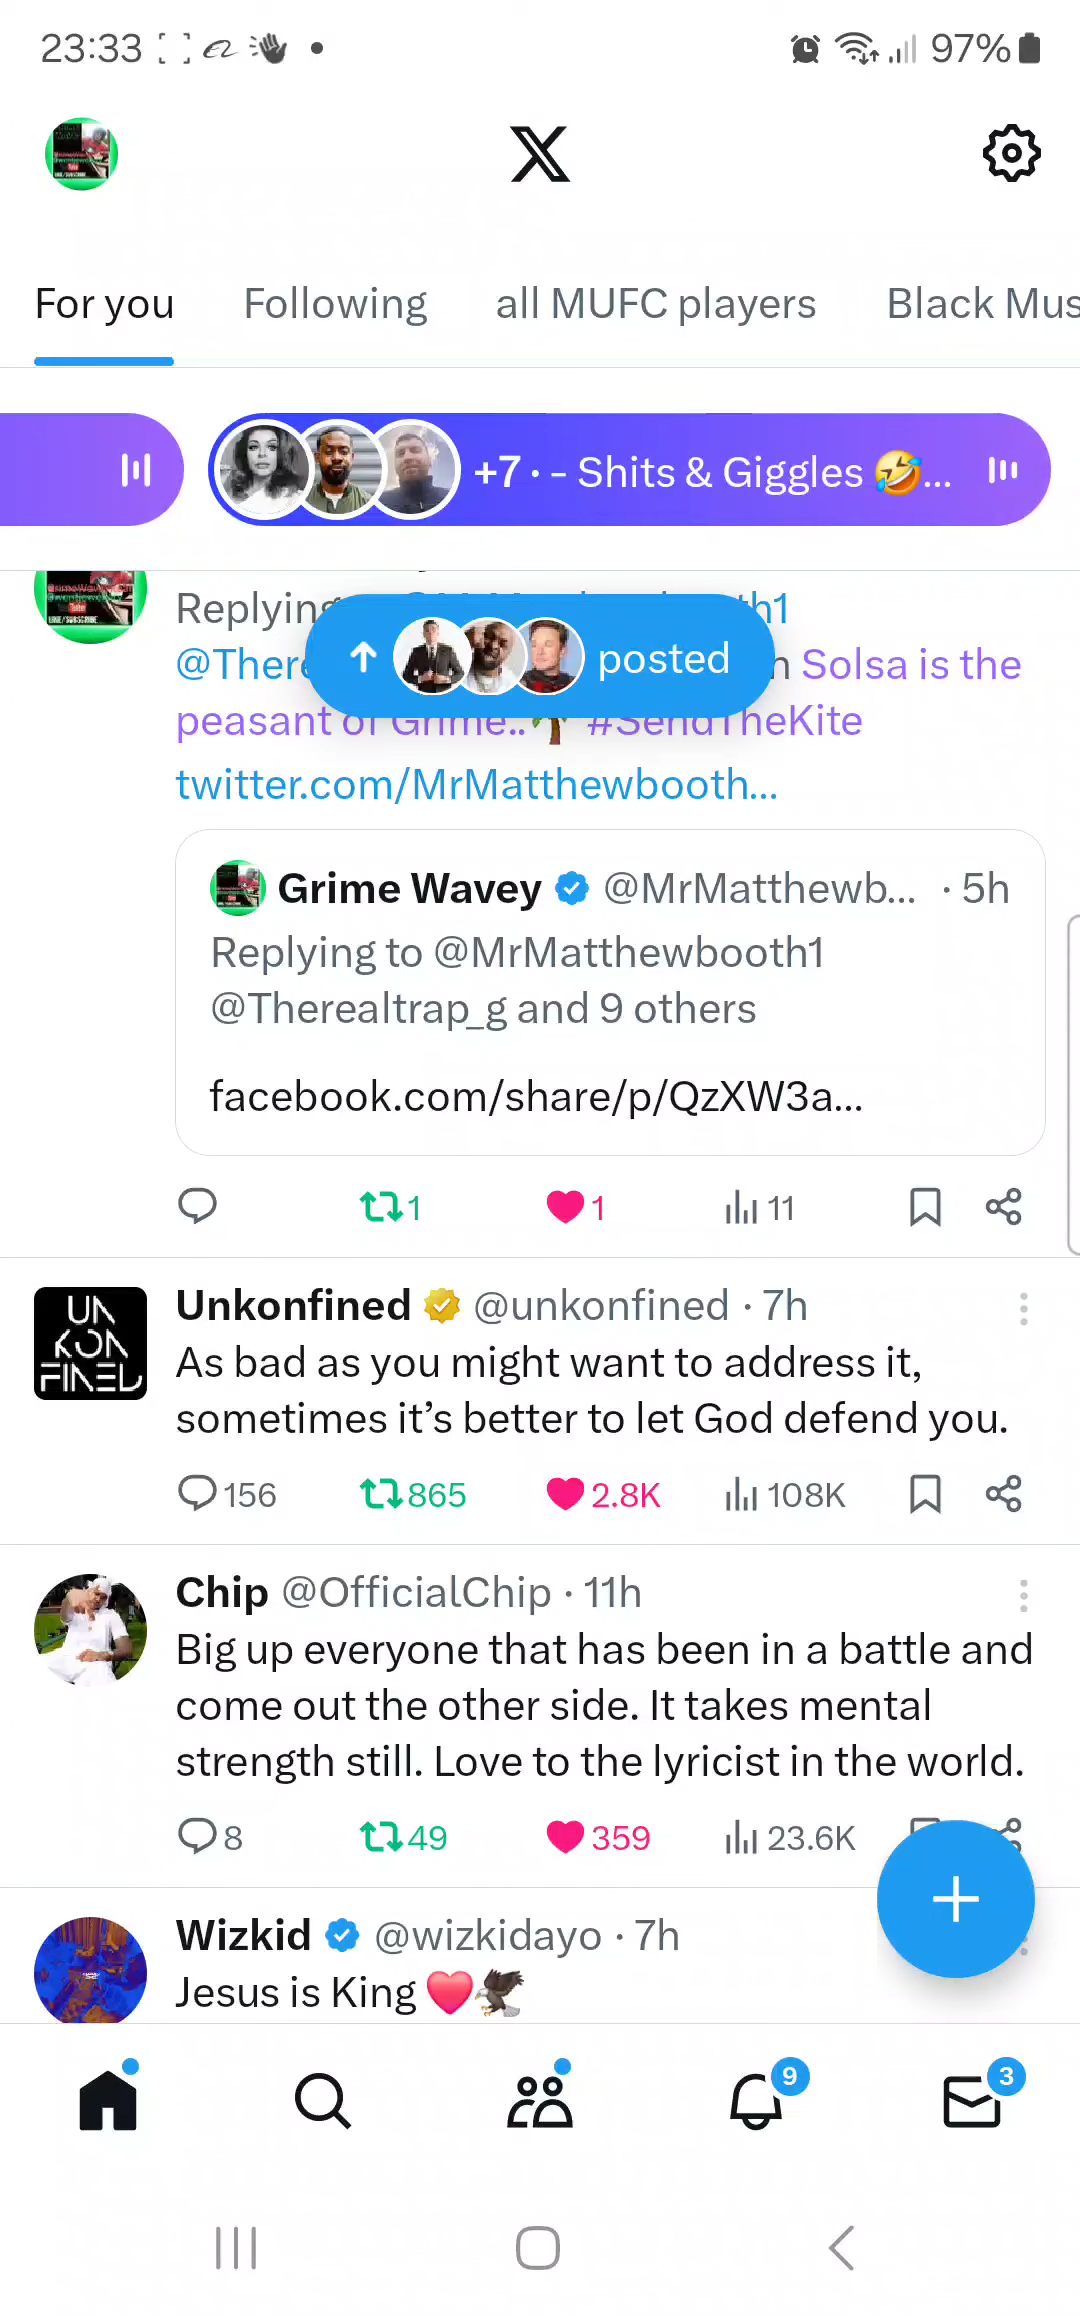 23:33
97%
For you
Following
all MUFC players
Black Mus
+7 · - Shits & Giggles 🤣...
Replying
th1
@There
posted
Solsa is the
peasant of Grime..🌴 #SendTheKite
twitter.com/MrMatthewbooth...
Grime Wavey @MrMatthewb... · 5h
Replying to @MrMatthewbooth1
@Therealtrap_g and 9 others
facebook.com/share/p/QzXW3a...
1
1
11
UN
KON
FINED
Unkonfined @unkonfined · 7h
As bad as you might want to address it,
sometimes it's better to let God defend you.
156
865
2.8K
108K
Chip @OfficialChip · 11h
Big up everyone that has been in a battle and
come out the other side. It takes mental
strength still. Love to the lyricist in the world.
8
49
359
23.6K
Wizkid @wizkidayo · 7h
Jesus is King ❤️🦅
9
3